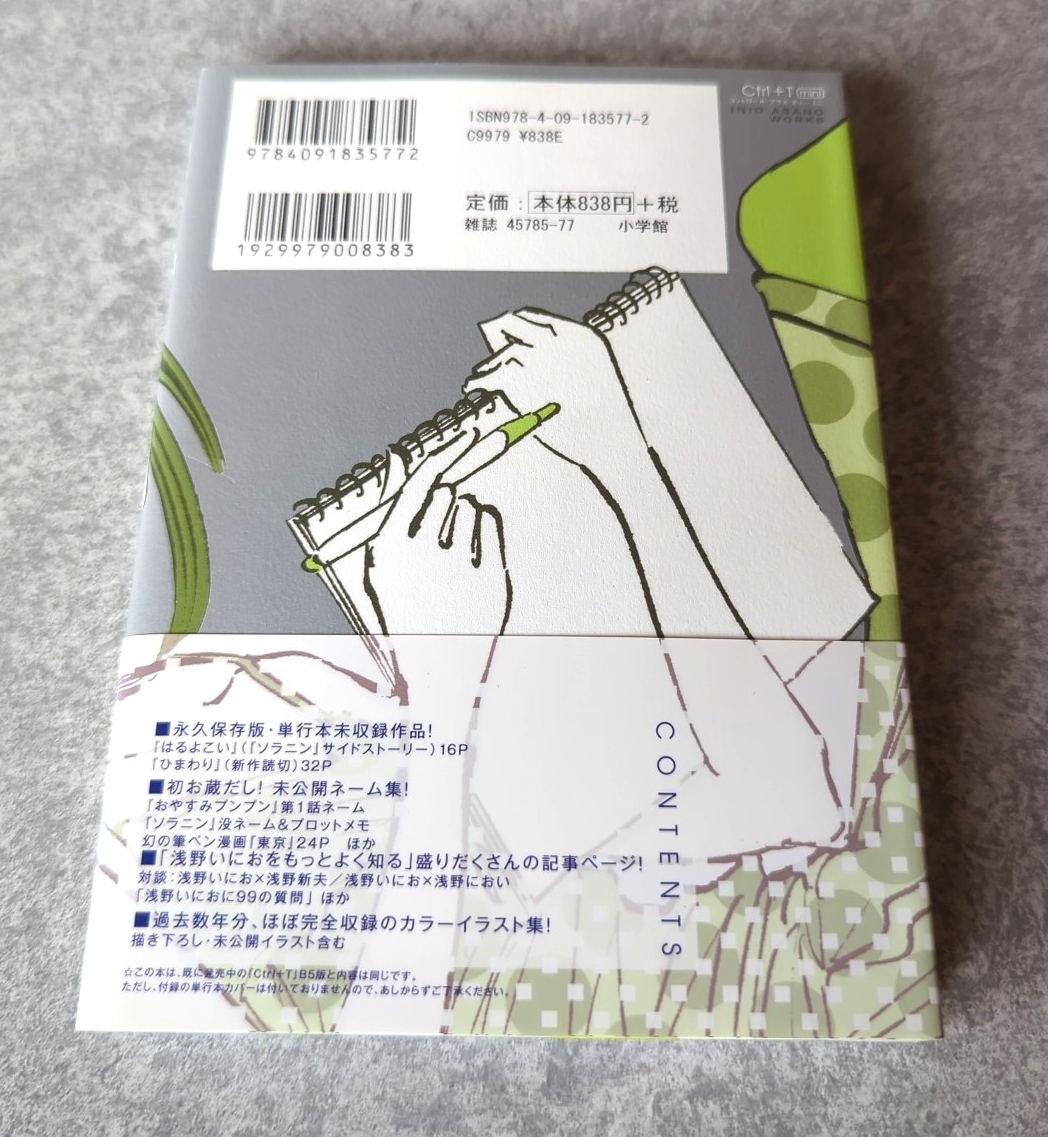 9784091835772
ISBN978-4-09-183577-2
C9979 ¥838E
1929979008383
定価：本体838円＋税
雑誌 45785-77 小学館
Ctrl+T mini
コントロール プラス ティー ミニ
INIO ASANO
WORKS
■永久保存版・単行本未収録作品！
『はるよこい』（『ソラニン』サイドストーリー）16P
『ひまわり』（新作読切）32P
■初お蔵だし！ 未公開ネーム集！
『おやすみプンプン』第1話ネーム
『ソラニン』没ネーム＆プロットメモ
幻の筆ペン漫画『東京』24P ほか
■「浅野いにおをもっとよく知る」盛りだくさんの記事ページ！
対談：浅野いにお×浅野新夫／浅野いにお×浅野におい
「浅野いにおに99の質問」 ほか
■過去数年分、ほぼ完全収録のカラーイラスト集！
描き下ろし・未公開イラスト含む
☆この本は、既に発売中の『Ctrl+T』B5版と内容は同じです。
ただし、付録の単行本カバーは付いておりませんので、あしからずご了承ください。
CONTENTS